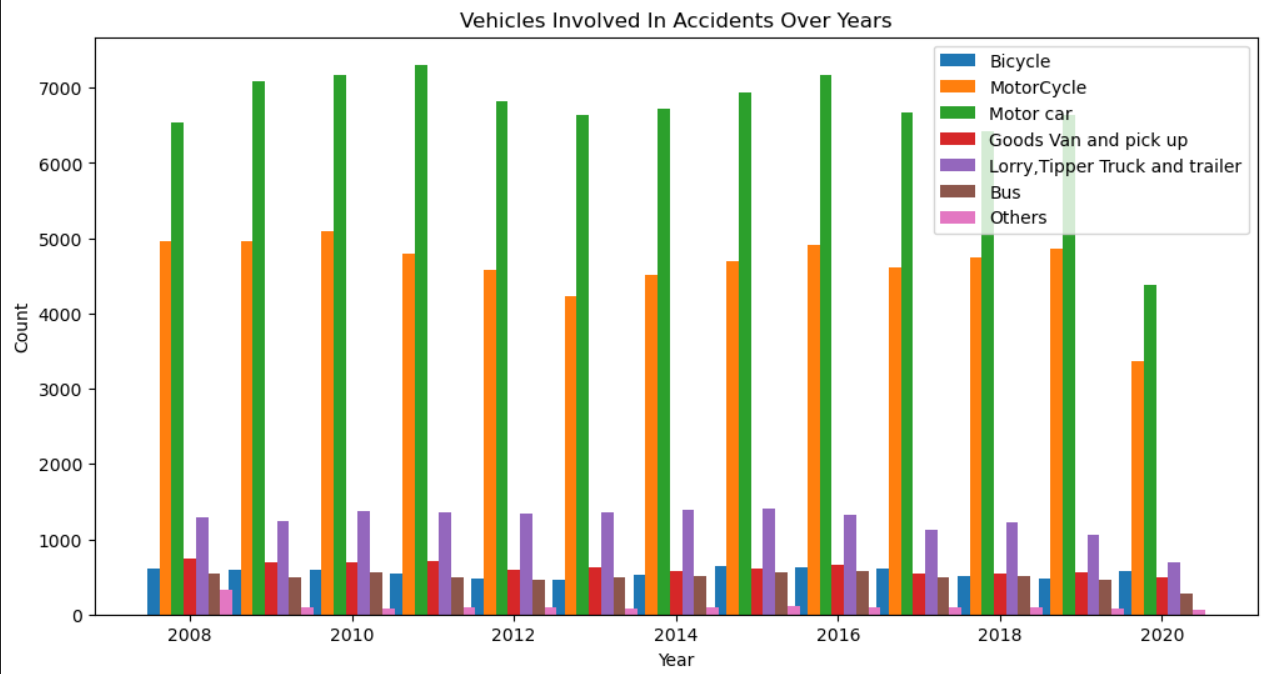 Vehicles Involved In Accidents Over Years
Bicycle
MotorCycle
Motor car
Goods Van and pick up
Lorry,Tipper Truck and trailer
Bus
Others
Count
7000
6000
5000
4000
3000
2000
1000
0
2008 2010 2012 2014 2016 2018 2020
Year